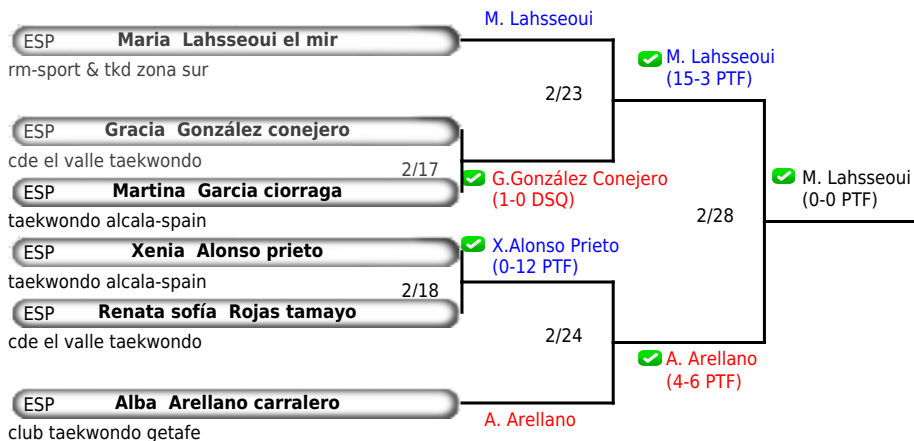 M. Lahsseoui
ESP Maria Lahsseoui el mir
rm-sport & tkd zona sur
M. Lahsseoui
(15-3 PTF)
2/23
ESP Gracia González conejero
cde el valle taekwondo
2/17
ESP Martina Garcia ciorraga
taekwondo alcala-spain
G.González Conejero
(1-0 DSQ)
M. Lahsseoui
(0-0 PTF)
2/28
ESP Xenia Alonso prieto
taekwondo alcala-spain
X.Alonso Prieto
(0-12 PTF)
2/18
ESP Renata sofía Rojas tamayo
cde el valle taekwondo
2/24
A. Arellano
(4-6 PTF)
ESP Alba Arellano carralero
club taekwondo getafe
A. Arellano